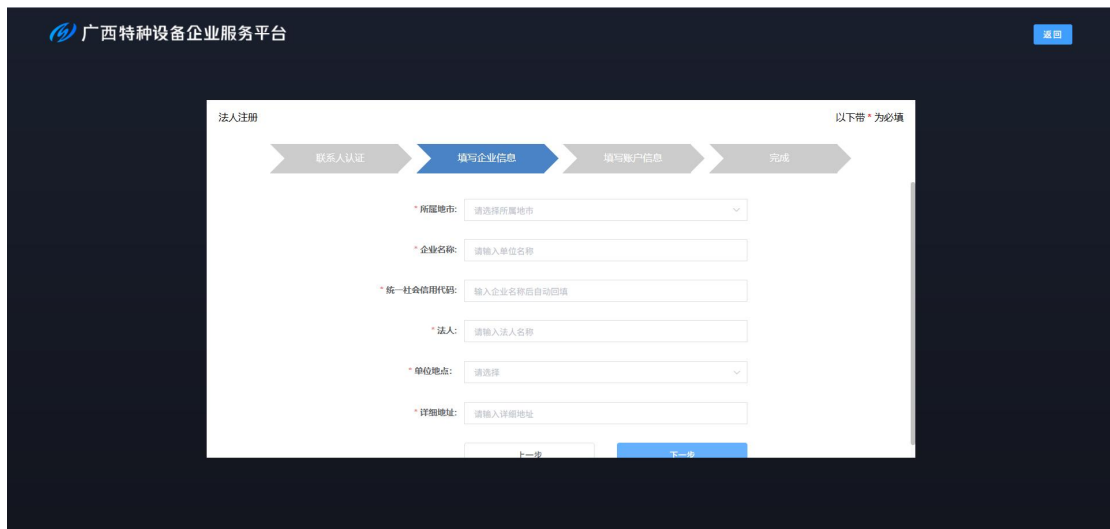 广西特种设备企业服务平台
返回
法人注册
以下带 * 为必填
联系人认证
填写企业信息
填写账户信息
完成
* 所属地市:
请选择所属地市
* 企业名称:
请输入单位名称
* 统一社会信用代码:
输入企业名称后自动回填
* 法人:
请输入法人名称
* 单位地点:
请选择
* 详细地址:
请输入详细地址
上一步
下一步